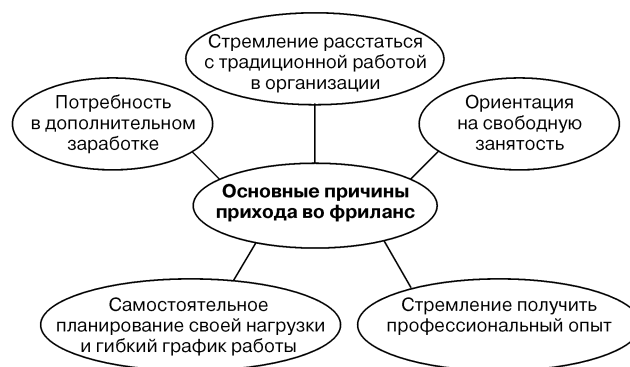 Стремление расстаться
с традиционной работой
в организации
Потребность
в дополнительном
заработке
Ориентация
на свободную
занятость
Основные причины
прихода во фриланс
Самостоятельное
планирование своей нагрузки
и гибкий график работы
Стремление получить
профессиональный опыт